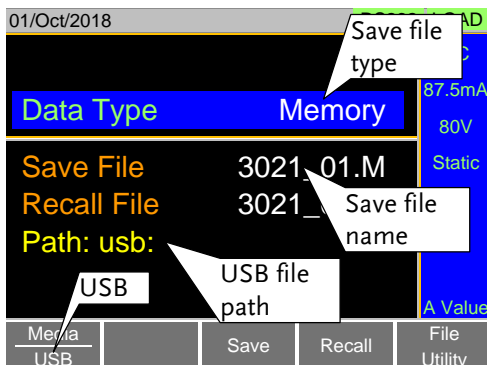 01/Oct/2018
Save file
type
87.5mA
Data Type Memory
80V
Save File 3021_01.M
Static
Recall File 3021_
Save file
name
Path: usb:
USB
USB file
path
A Value
Media
USB
Save
Recall
File
Utility